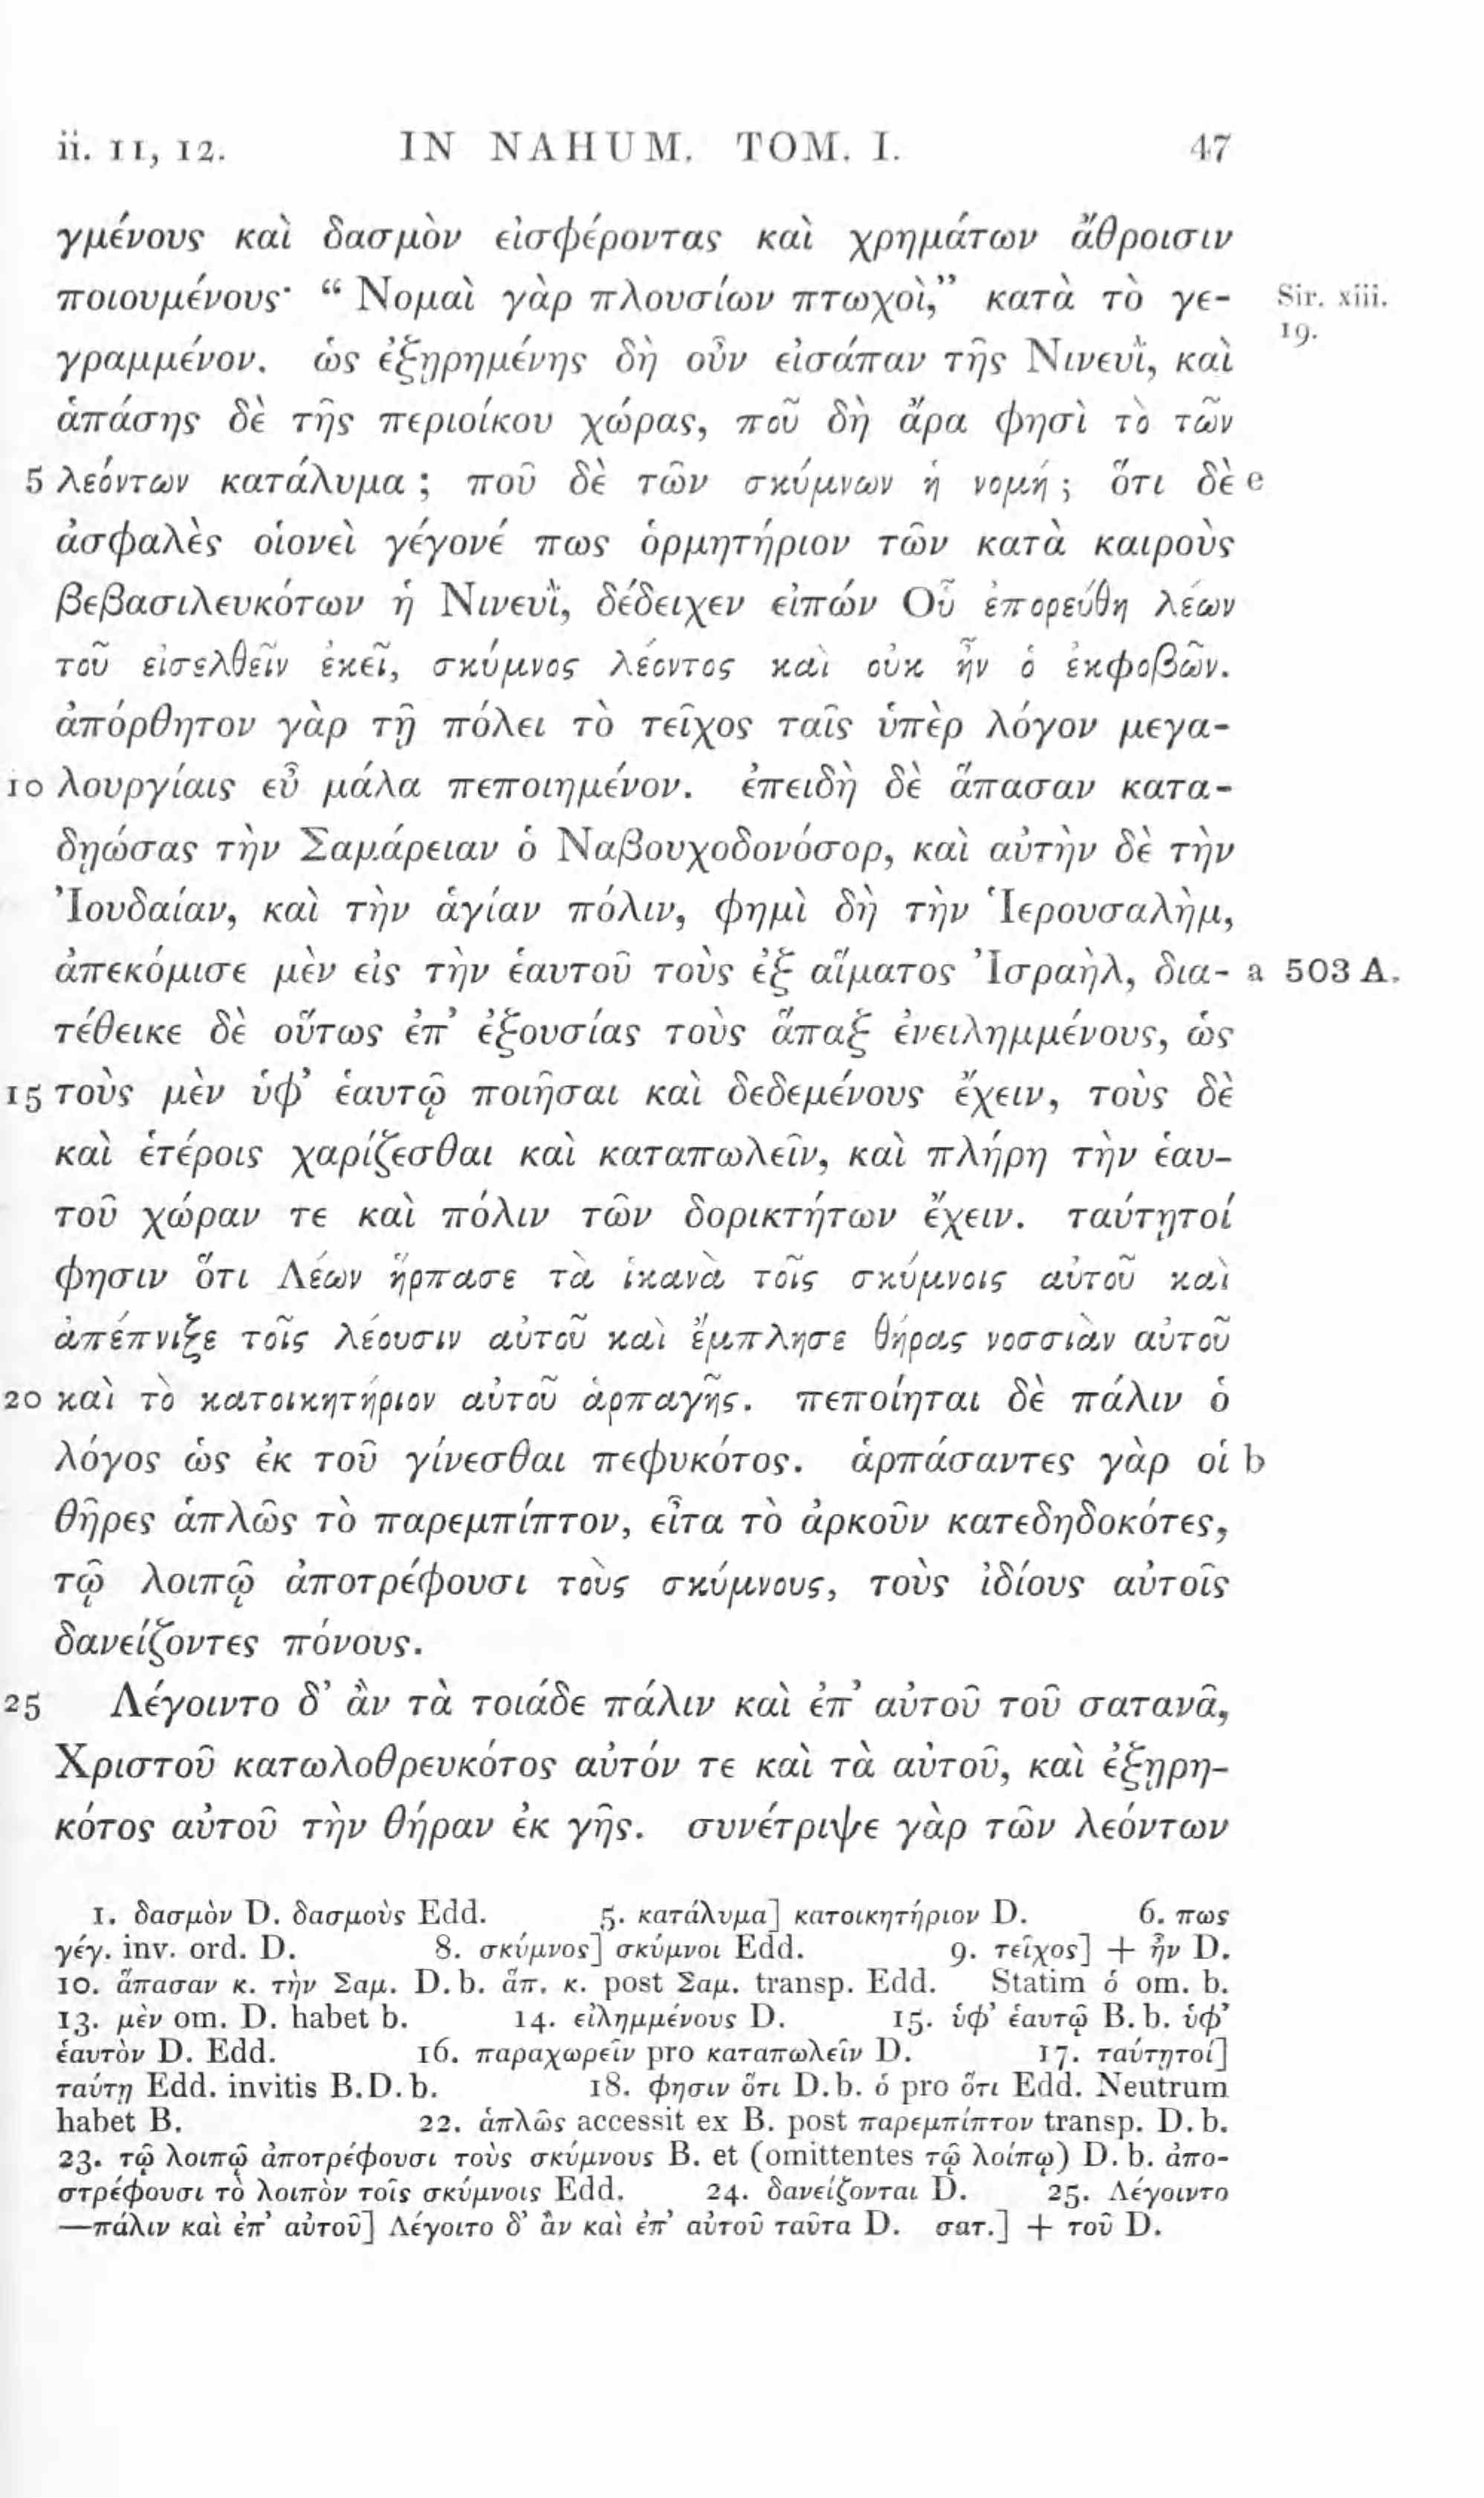 ii. 11, 12. IN NAHUM. TOM. I. 47
γμένους καὶ δασμὸν εἰσφέροντας καὶ χρημάτων ἄθροισιν
ποιουμένους· “ Νομαὶ γὰρ πλουσίων πτωχοὶ,” κατὰ τὸ γε- Sir. xiii.
19.
γραμμένον. ὡς ἐξῃρημένης δὴ οὖν εἰσάπαν τῆς Νινευῒ, καὶ
ἁπάσης δὲ τῆς περιοίκου χώρας, ποῦ δὴ ἄρα φησὶ τὸ τῶν
5 λεόντων κατάλυμα ; ποῦ δὲ τῶν σκύμνων ἡ νομή ; ὅτι δὲ e
ἀσφαλὲς οἱονεὶ γέγονέ πως ὁρμητήριον τῶν κατὰ καιροὺς
βεβασιλευκότων ἡ Νινευῒ, δέδειχεν εἰπών Οὗ ἐπορεύθη λέων
τοῦ εἰσελθεῖν ἐκεῖ, σκύμνος λέοντος καὶ οὐκ ἦν ὁ ἐκφοβῶν.
ἀπόρθητον γὰρ τῇ πόλει τὸ τεῖχος ταῖς ὑπὲρ λόγον μεγα-
10 λουργίαις εὖ μάλα πεποιημένον. ἐπειδὴ δὲ ἅπασαν κατα-
δῃώσας τὴν Σαμάρειαν ὁ Ναβουχοδονόσορ, καὶ αὐτὴν δὲ τὴν
Ἰουδαίαν, καὶ τὴν ἁγίαν πόλιν, φημὶ δὴ τὴν Ἱερουσαλὴμ,
ἀπεκόμισε μὲν εἰς τὴν ἑαυτοῦ τοὺς ἐξ αἵματος Ἰσραὴλ, δια- a 503 A.
τέθεικε δὲ οὕτως ἐπ’ ἐξουσίας τοὺς ἅπαξ ἐνειλημμένους, ὡς
15 τοὺς μὲν ὑφ’ ἑαυτῷ ποιῆσαι καὶ δεδεμένους ἔχειν, τοὺς δὲ
καὶ ἑτέροις χαρίζεσθαι καὶ καταπωλεῖν, καὶ πλήρη τὴν ἑαυ-
τοῦ χώραν τε καὶ πόλιν τῶν δορικτήτων ἔχειν. ταύτῃτοί
φησιν ὅτι Λέων ἥρπασε τὰ ἱκανὰ τοῖς σκύμνοις αὐτοῦ καὶ
ἀπέπνιξε τοῖς λέουσιν αὐτοῦ καὶ ἔμπλησε θήρας νοσσιὰν αὐτοῦ
20 καὶ τὸ κατοικητήριον αὐτοῦ ἁρπαγῆς. πεποίηται δὲ πάλιν ὁ
λόγος ὡς ἐκ τοῦ γίνεσθαι πεφυκότος. ἁρπάσαντες γὰρ οἱ b
θῆρες ἁπλῶς τὸ παρεμπίπτον, εἶτα τὸ ἀρκοῦν κατεδηδοκότες,
τῷ λοιπῷ ἀποτρέφουσι τοὺς σκύμνους, τοὺς ἰδίους αὐτοῖς
δανείζοντες πόνους.
25 Λέγοιντο δ’ ἂν τὰ τοιάδε πάλιν καὶ ἐπ’ αὐτοῦ τοῦ σατανᾶ,
Χριστοῦ κατωλοθρευκότος αὐτόν τε καὶ τὰ αὐτοῦ, καὶ ἐξῃρη-
κότος αὐτοῦ τὴν θήραν ἐκ γῆς. συνέτριψε γὰρ τῶν λεόντων
1. δασμὸν D. δασμοὺς Edd. 5. κατάλυμα] κατοικητήριον D. 6. πως
γέγ. inv. ord. D. 8. σκύμνος] σκύμνοι Edd. 9. τεῖχος] + ἦν D.
10. ἅπασαν κ. τὴν Σαμ. D. b. ἅπ. κ. post Σαμ. transp. Edd. Statim ὁ om. b.
13. μὲν om. D. habet b. 14. εἰλημμένους D. 15. ὑφ’ ἑαυτῷ B. b. ὑφ’
ἑαυτὸν D. Edd. 16. παραχωρεῖν pro καταπωλεῖν D. 17. ταύτῃτοί]
ταύτῃ Edd. invitis B. D. b. 18. φησιν ὅτι D. b. ὁ pro ὅτι Edd. Neutrum
habet B. 22. ἁπλῶς accessit ex B. post παρεμπίπτον transp. D. b.
23. τῷ λοιπῷ ἀποτρέφουσι τοὺς σκύμνους B. et (omittentes τῷ λοίπῳ) D. b. ἀπο-
στρέφουσι τὸ λοιπὸν τοῖς σκύμνοις Edd. 24. δανείζονται D. 25. Λέγοιντο
—πάλιν καὶ ἐπ’ αὐτοῦ] Λέγοιτο δ’ ἂν καὶ ἐπ’ αὐτοῦ ταῦτα D. σατ.] + τοῦ D.